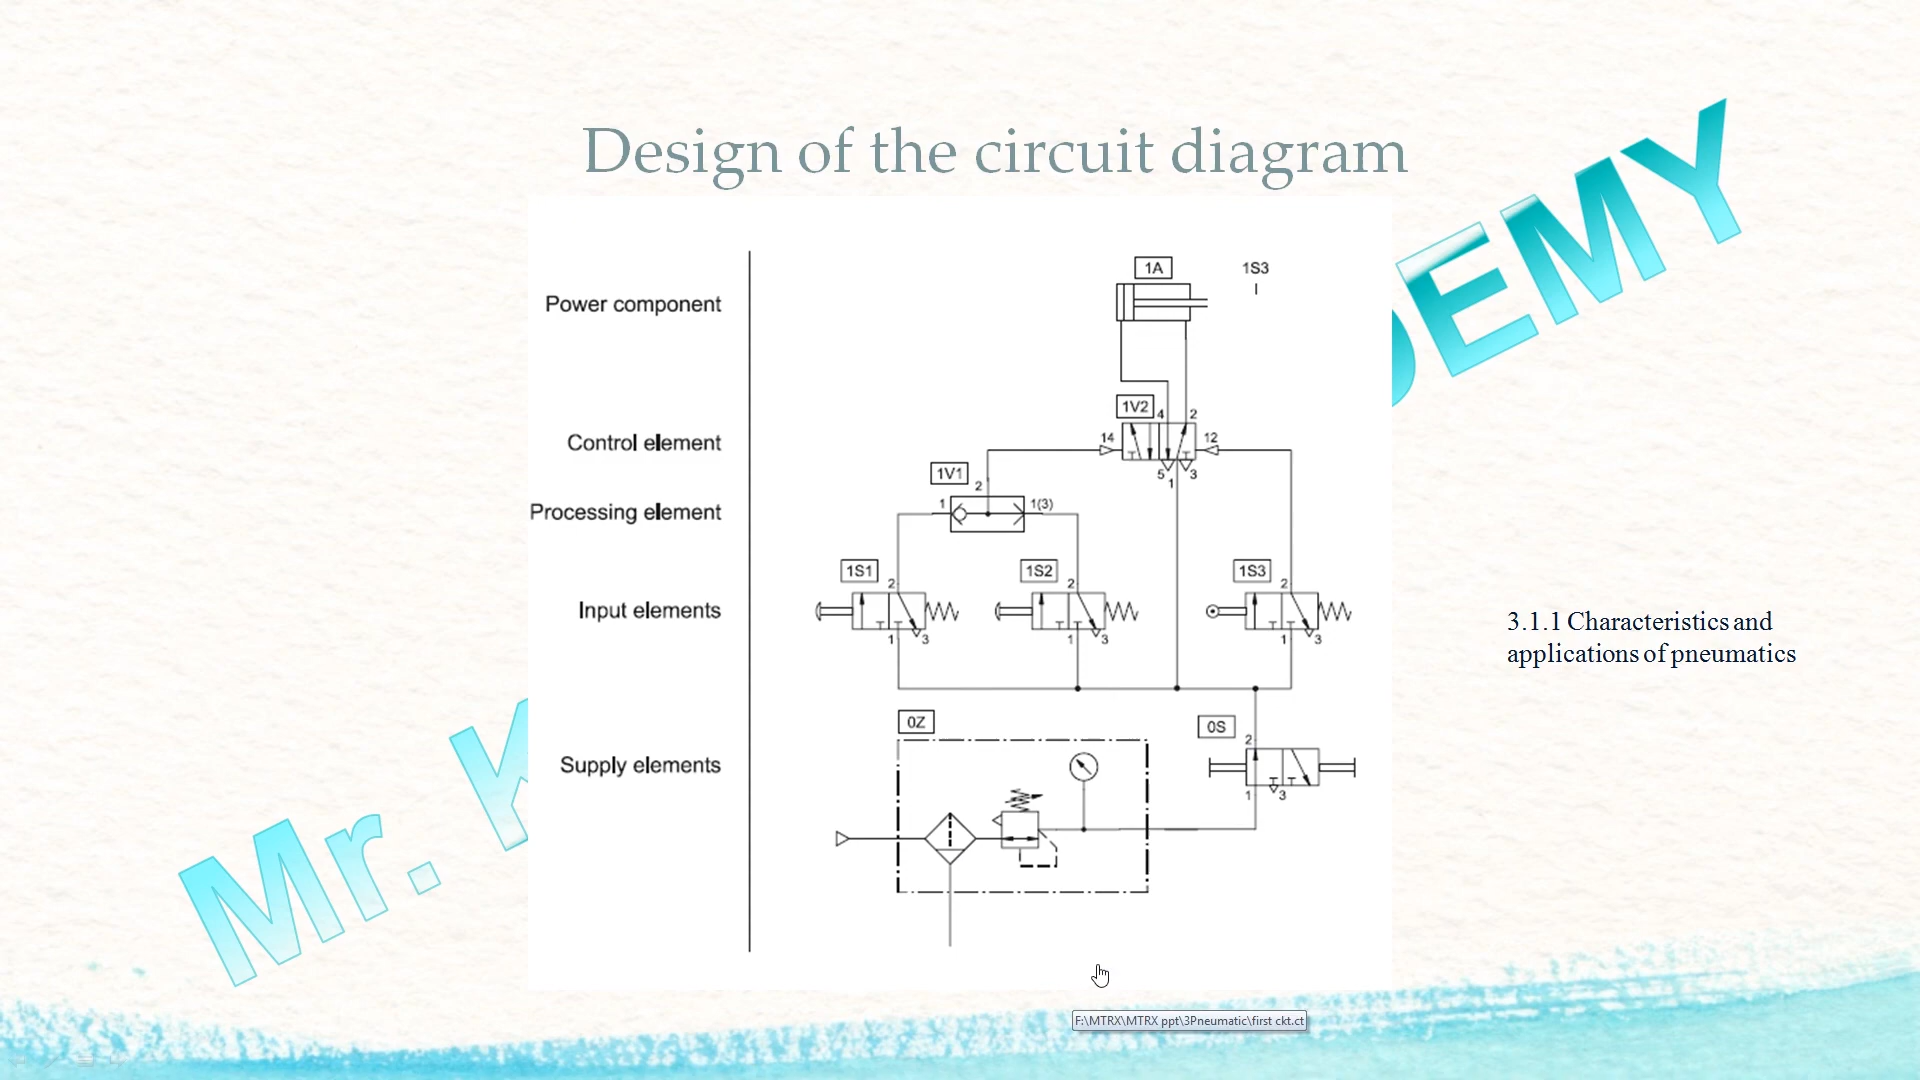 Design of the circuit diagram
1A
1S3
Power component
1V2
4
2
14
12
Control element
5
3
1
1V1
2
1
1(3)
Processing element
1S1
2
1S2
2
1S3
2
Input elements
1
3
1
3
1
3
3.1.1 Characteristics and
applications of pneumatics
0Z
0S
2
Supply elements
1
3
Mr. K
DEMY
F:\MTRX\MTRX ppt\3Pneumatic\first ckt.ct